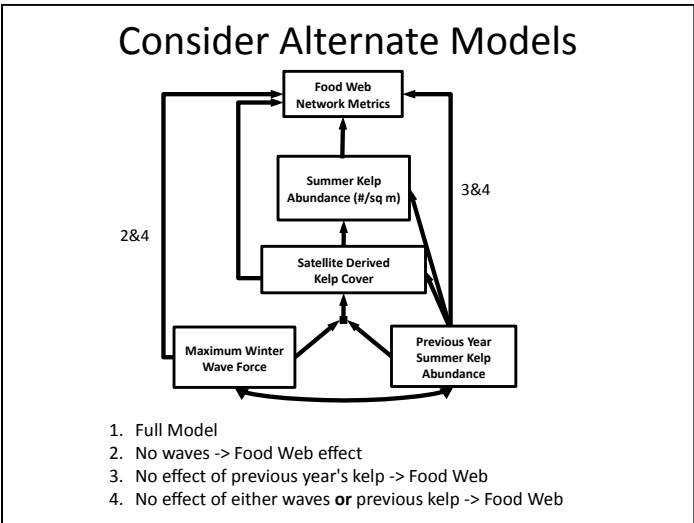 Consider Alternate Models
Food Web
Network Metrics
Summer Kelp
Abundance (#/sq m)
3&4
2&4
Satellite Derived
Kelp Cover
Maximum Winter
Wave Force
Previous Year
Summer Kelp
Abundance
1. Full Model
2. No waves -> Food Web effect
3. No effect of previous year's kelp -> Food Web
4. No effect of either waves or previous kelp -> Food Web